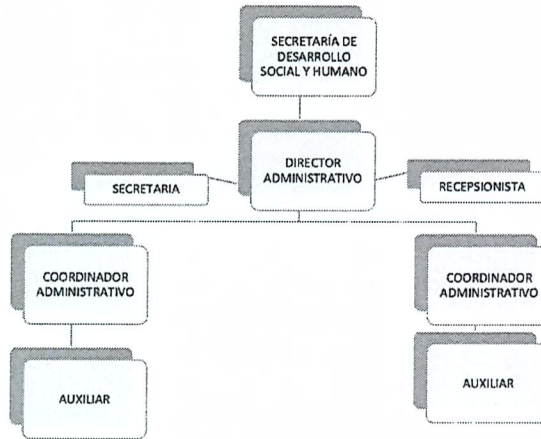 SECRETARÍA DE
DESARROLLO
SOCIAL Y HUMANO
DIRECTOR
ADMINISTRATIVO
SECRETARIA
RECEPSIONISTA
COORDINADOR
ADMINISTRATIVO
COORDINADOR
ADMINISTRATIVO
AUXILIAR
AUXILIAR